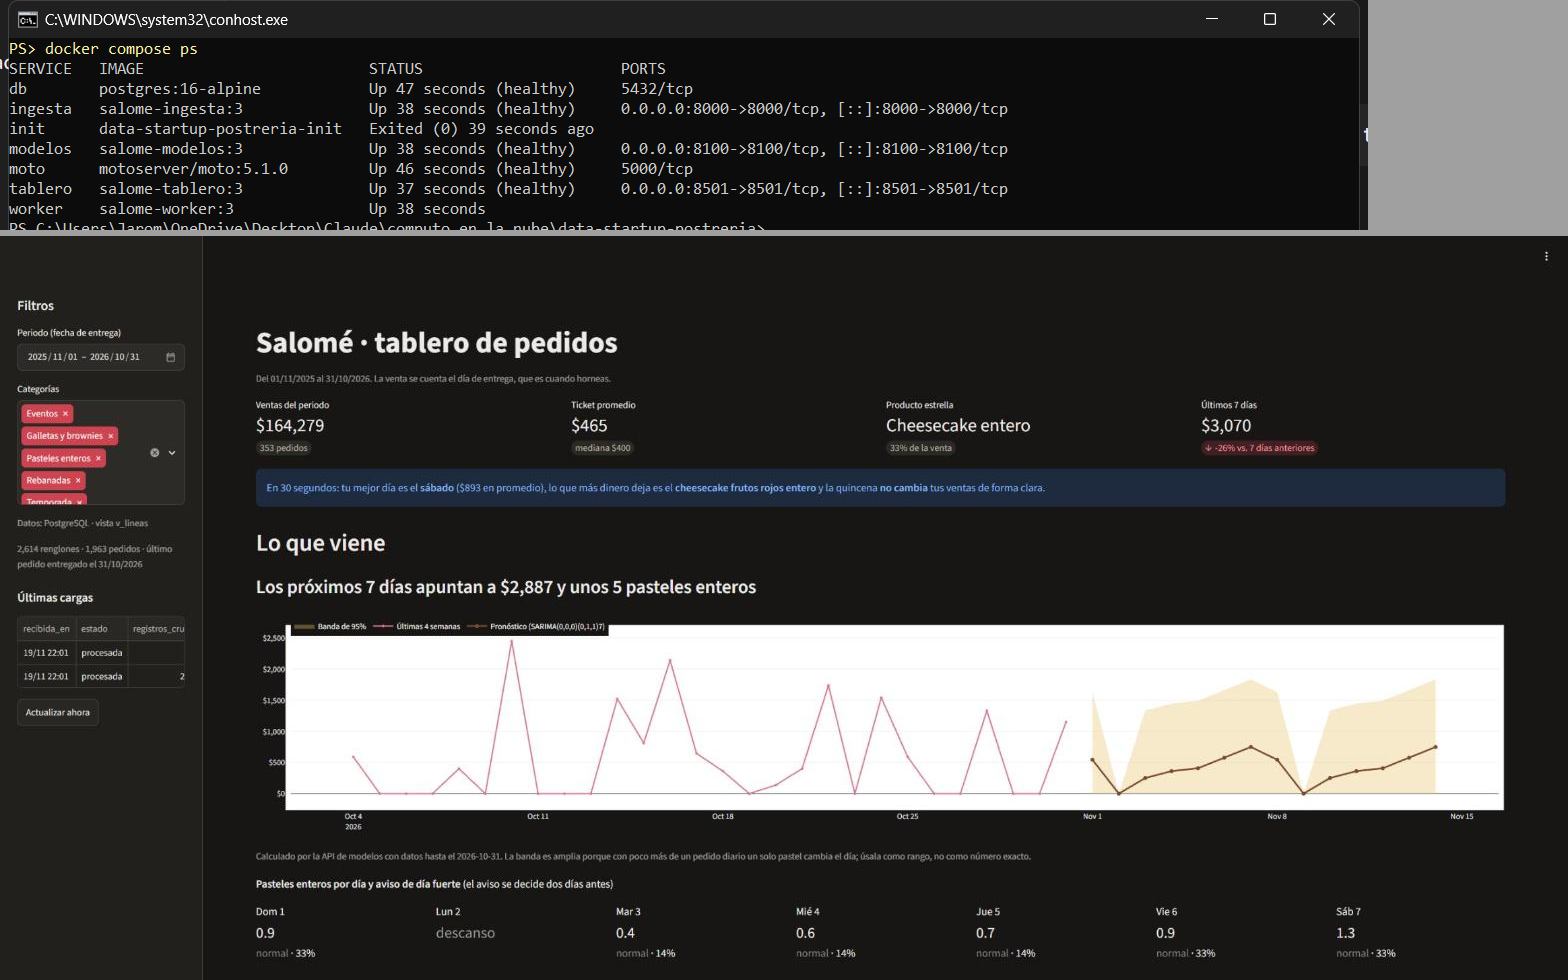 C:\WINDOWS\system32\conhost.exe
PS> docker compose ps
SERVICE IMAGE STATUS PORTS
db postgres:16-alpine Up 47 seconds (healthy) 5432/tcp
ingesta salome-ingesta:3 Up 38 seconds (healthy) 0.0.0.0:8000->8000/tcp, [::]:8000->8000/tcp
init data-startup-postreria-init Exited (0) 39 seconds ago
modelos salome-modelos:3 Up 38 seconds (healthy) 0.0.0.0:8100->8100/tcp, [::]:8100->8100/tcp
moto motoserver/moto:5.1.0 Up 46 seconds (healthy) 5000/tcp
tablero salome-tablero:3 Up 37 seconds (healthy) 0.0.0.0:8501->8501/tcp, [::]:8501->8501/tcp
worker salome-worker:3 Up 38 seconds
PS C:\Users\Jarom\OneDrive\Desktop\Claude\computo en la nube\data-startup-postreria>
Filtros
Periodo (fecha de entrega)
2025/11/01 – 2026/10/31
Categorías
Eventos ×
Galletas y brownies ×
Pasteles enteros ×
Rebanadas ×
Temporada ×
Datos: PostgreSQL · vista v_lineas
2,614 renglones · 1,963 pedidos · último
pedido entregado el 31/10/2026
Últimas cargas
recibida_en estado registros_cru
19/11 22:01 procesada
19/11 22:01 procesada 2
Actualizar ahora
Salomé · tablero de pedidos
Del 01/11/2025 al 31/10/2026. La venta se cuenta el día de entrega, que es cuando horneas.
Ventas del periodo
$164,279
353 pedidos
Ticket promedio
$465
mediana $400
Producto estrella
Cheesecake entero
33% de la venta
Últimos 7 días
$3,070
↓ -26% vs. 7 días anteriores
En 30 segundos: tu mejor día es el sábado ($893 en promedio), lo que más dinero deja es el cheesecake frutos rojos entero y la quincena no cambia tus ventas de forma clara.
Lo que viene
Los próximos 7 días apuntan a $2,887 y unos 5 pasteles enteros
Banda de 95% Últimas 4 semanas Pronóstico (SARIMA(0,0,0)(0,1,1)7)
$2,500
$2,000
$1,500
$1,000
$500
$0
Oct 4 Oct 11 Oct 18 Oct 25 Nov 1 Nov 8 Nov 15
2026
Calculado por la API de modelos con datos hasta el 2026-10-31. La banda es amplia porque con poco más de un pedido diario un solo pastel cambia el día; úsala como rango, no como número exacto.
Pasteles enteros por día y aviso de día fuerte (el aviso se decide dos días antes)
Dom 1 Lun 2 Mar 3 Mié 4 Jue 5 Vie 6 Sáb 7
0.9 descanso 0.4 0.6 0.7 0.9 1.3
normal · 33% normal · 14% normal · 14% normal · 14% normal · 33% normal · 33%